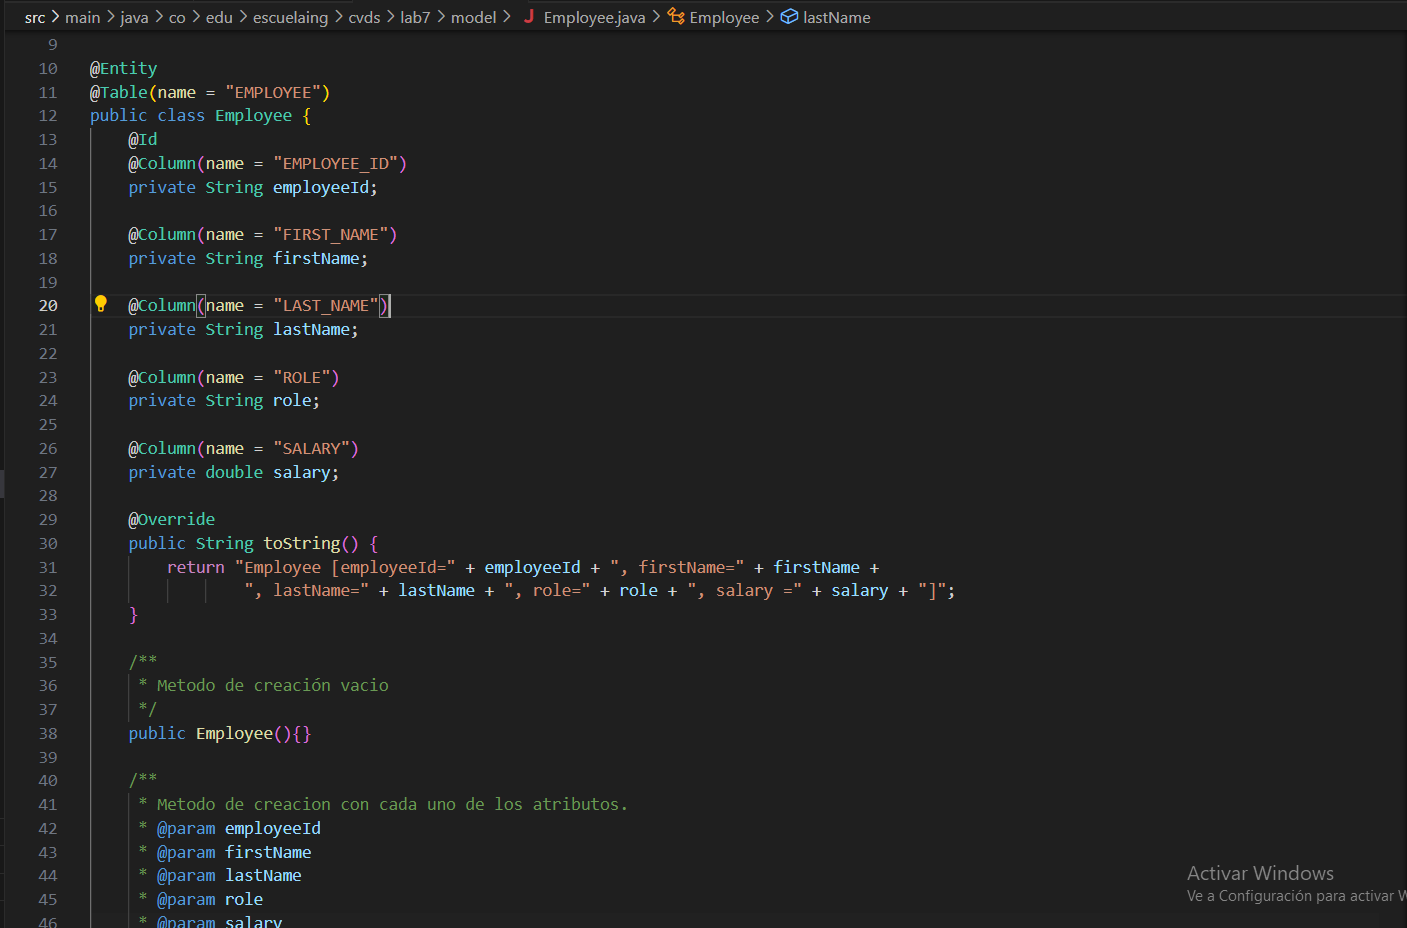 src > main > java > co > edu > escuelaing > cvds > lab7 > model > J Employee.java > Employee > lastName
9
10 @Entity
11 @Table(name = "EMPLOYEE")
12 public class Employee {
13 @Id
14 @Column(name = "EMPLOYEE_ID")
15 private String employeeId;
16
17 @Column(name = "FIRST_NAME")
18 private String firstName;
19
20 @Column(name = "LAST_NAME")
21 private String lastName;
22
23 @Column(name = "ROLE")
24 private String role;
25
26 @Column(name = "SALARY")
27 private double salary;
28
29 @Override
30 public String toString() {
31 return "Employee [employeeId=" + employeeId + ", firstName=" + firstName +
32 ", lastName=" + lastName + ", role=" + role + ", salary =" + salary + "]";
33 }
34
35 /**
36 * Metodo de creación vacio
37 */
38 public Employee(){}
39
40 /**
41 * Metodo de creacion con cada uno de los atributos.
42 * @param employeeId
43 * @param firstName
44 * @param lastName
45 * @param role
46 * @param salary
Activar Windows
Ve a Configuración para activar W